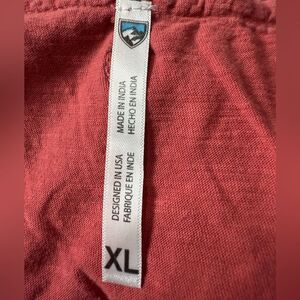 MADE IN INDIA
HECHO EN INDIA
DESIGNED IN USA
FABRIQUE EN INDE
XL